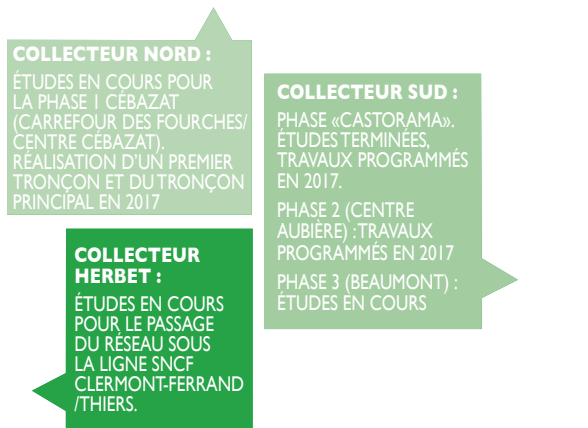 COLLECTEUR NORD :
ÉTUDES EN COURS POUR
LA PHASE 1 CÉBAZAT
(CARREFOUR DES FOURCHES/
CENTRE CÉBAZAT).
RÉALISATION D'UN PREMIER
TRONÇON ET DU TRONÇON
PRINCIPAL EN 2017
COLLECTEUR SUD :
PHASE «CASTORAMA».
ÉTUDES TERMINÉES,
TRAVAUX PROGRAMMÉS
EN 2017.
PHASE 2 (CENTRE
AUBIÈRE) : TRAVAUX
PROGRAMMÉS EN 2017
PHASE 3 (BEAUMONT) :
ÉTUDES EN COURS
COLLECTEUR
HERBET :
ÉTUDES EN COURS
POUR LE PASSAGE
DU RÉSEAU SOUS
LA LIGNE SNCF
CLERMONT-FERRAND
/THIERS.